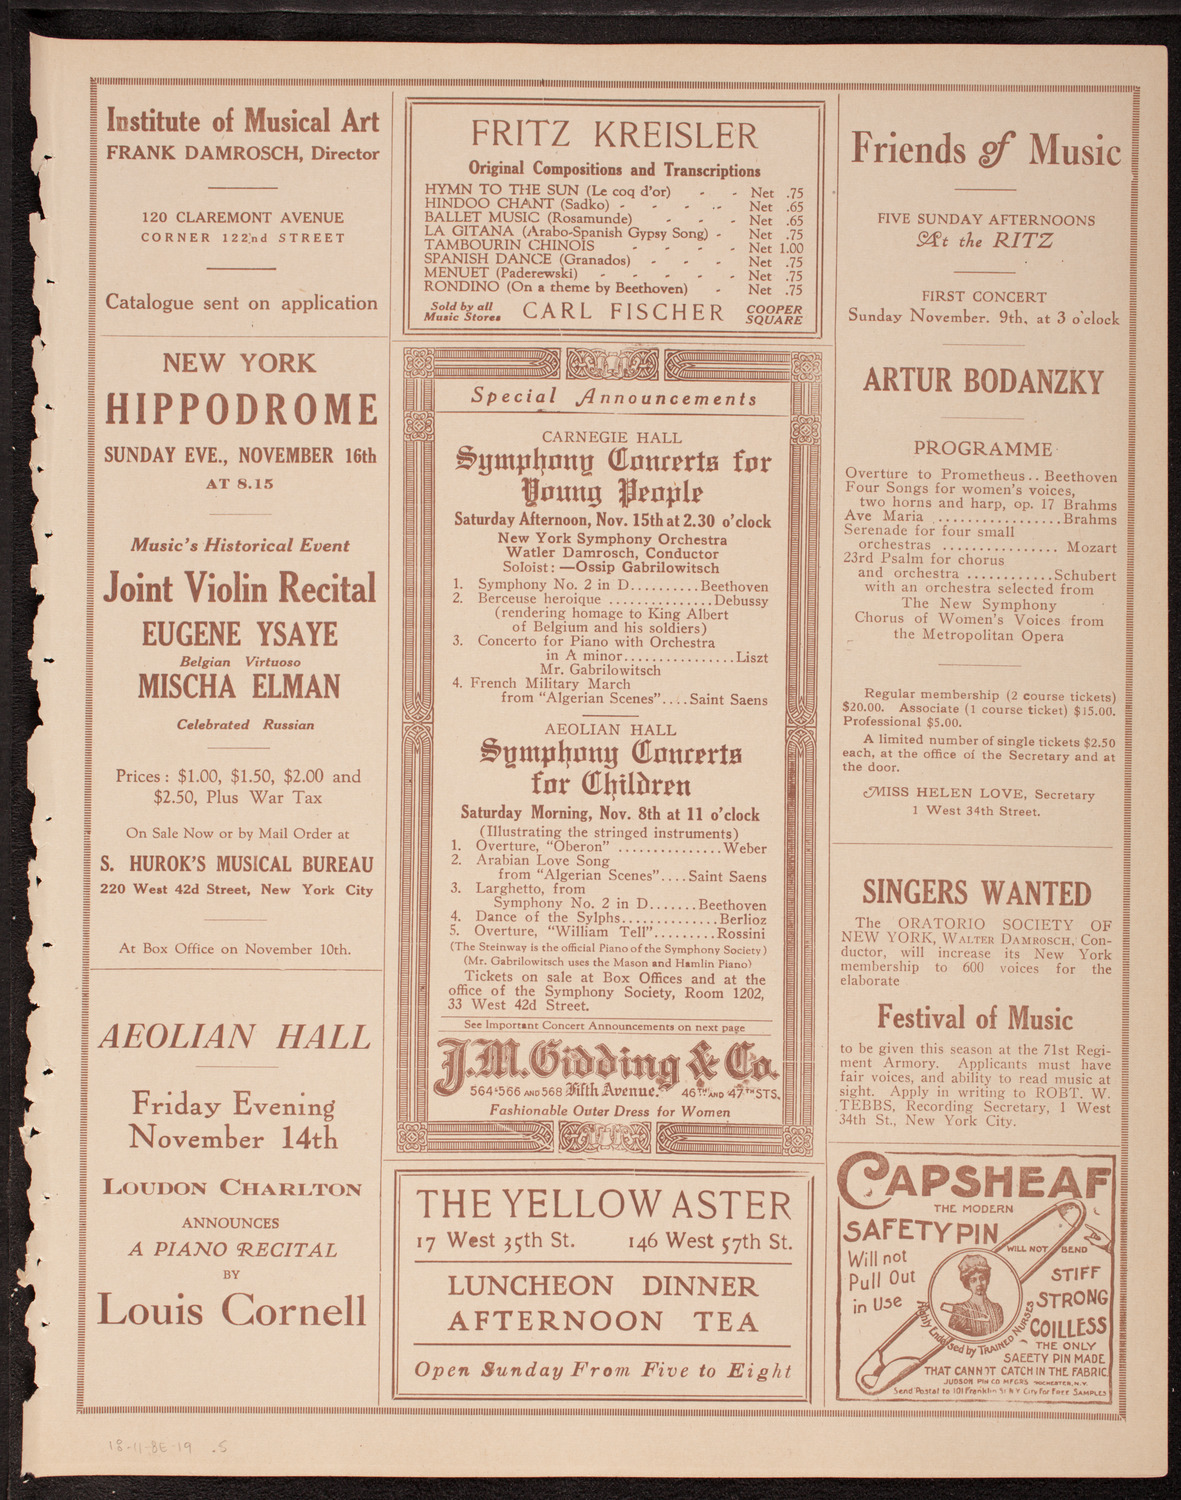 Institute of Musical Art
FRANK DAMROSCH, Director
120 CLAREMONT AVENUE
CORNER 122nd STREET
Catalogue sent on application
NEW YORK
HIPPODROME
SUNDAY EVE., NOVEMBER 16th
AT 8.15
Music's Historical Event
Joint Violin Recital
EUGENE YSAYE
Belgian Virtuoso
MISCHA ELMAN
Celebrated Russian
Prices: $1.00, $1.50, $2.00 and
$2.50, Plus War Tax
On Sale Now or by Mail Order at
S. HUROK'S MUSICAL BUREAU
220 West 42d Street, New York City
At Box Office on November 10th.
AEOLIAN HALL
Friday Evening
November 14th
LOUDON CHARLTON
ANNOUNCES
A PIANO RECITAL
BY
Louis Cornell
FRITZ KREISLER
Original Compositions and Transcriptions
HYMN TO THE SUN (Le coq d'or) - - Net .75
HINDOO CHANT (Sadko) - - - - Net .65
BALLET MUSIC (Rosamunde) - - - Net .65
LA GITANA (Arabo-Spanish Gypsy Song) - Net .75
TAMBOURIN CHINOIS - - - - Net 1.00
SPANISH DANCE (Granados) - - - Net .75
MENUET (Paderewski) - - - - - Net .75
RONDINO (On a theme by Beethoven) - Net .75
Sold by all Music Stores CARL FISCHER COOPER SQUARE
Special Announcements
CARNEGIE HALL
Symphony Concerts for
Young People
Saturday Afternoon, Nov. 15th at 2.30 o'clock
New York Symphony Orchestra
Watler Damrosch, Conductor
Soloist: —Ossip Gabrilowitsch
1. Symphony No. 2 in D..........Beethoven
2. Berceuse heroique ...............Debussy
(rendering homage to King Albert
of Belgium and his soldiers)
3. Concerto for Piano with Orchestra
in A minor................Liszt
Mr. Gabrilowitsch
4. French Military March
from "Algerian Scenes"....Saint Saens
AEOLIAN HALL
Symphony Concerts
for Children
Saturday Morning, Nov. 8th at 11 o'clock
(Illustrating the stringed instruments)
1. Overture, "Oberon" ...............Weber
2. Arabian Love Song
from "Algerian Scenes"....Saint Saens
3. Larghetto, from
Symphony No. 2 in D.......Beethoven
4. Dance of the Sylphs..............Berlioz
5. Overture, "William Tell".........Rossini
(The Steinway is the official Piano of the Symphony Society)
(Mr. Gabrilowitsch uses the Mason and Hamlin Piano)
Tickets on sale at Box Offices and at the
office of the Symphony Society, Room 1202,
33 West 42d Street.
See Important Concert Announcements on next page
J.M. Gidding & Co.
564-566 AND 568 Fifth Avenue. 46TH AND 47TH STS.
Fashionable Outer Dress for Women
THE YELLOW ASTER
17 West 35th St. 146 West 57th St.
LUNCHEON DINNER
AFTERNOON TEA
Open Sunday From Five to Eight
Friends of Music
FIVE SUNDAY AFTERNOONS
At the RITZ
FIRST CONCERT
Sunday November. 9th, at 3 o'clock
ARTUR BODANZKY
PROGRAMME
Overture to Prometheus.. Beethoven
Four Songs for women's voices,
two horns and harp, op. 17 Brahms
Ave Maria .................Brahms
Serenade for four small
orchestras ................ Mozart
23rd Psalm for chorus
and orchestra ............Schubert
with an orchestra selected from
The New Symphony
Chorus of Women's Voices from
the Metropolitan Opera
Regular membership (2 course tickets)
$20.00. Associate (1 course ticket) $15.00.
Professional $5.00.
A limited number of single tickets $2.50
each, at the office of the Secretary and at
the door.
MISS HELEN LOVE, Secretary
1 West 34th Street.
SINGERS WANTED
The ORATORIO SOCIETY OF
NEW YORK, WALTER DAMROSCH, Con-
ductor, will increase its New York
membership to 600 voices for the
elaborate
Festival of Music
to be given this season at the 71st Regi-
ment Armory. Applicants must have
fair voices, and ability to read music at
sight. Apply in writing to ROBT. W.
TEBBS, Recording Secretary, 1 West
34th St., New York City.
CAPSHEAF
THE MODERN
SAFETY PIN
WILL NOT BEND
Will not
Pull Out
in Use
STIFF
STRONG
COILLESS
Highly Endorsed by TRAINED NURSES
THE ONLY
SAFETY PIN MADE
THAT CANNOT CATCH IN THE FABRIC
JUDSON PIN CO MFGRS ROCHESTER, N.Y.
Send Postal to 101 Franklin St N Y City for FREE SAMPLES
18-11-8E-19 .5